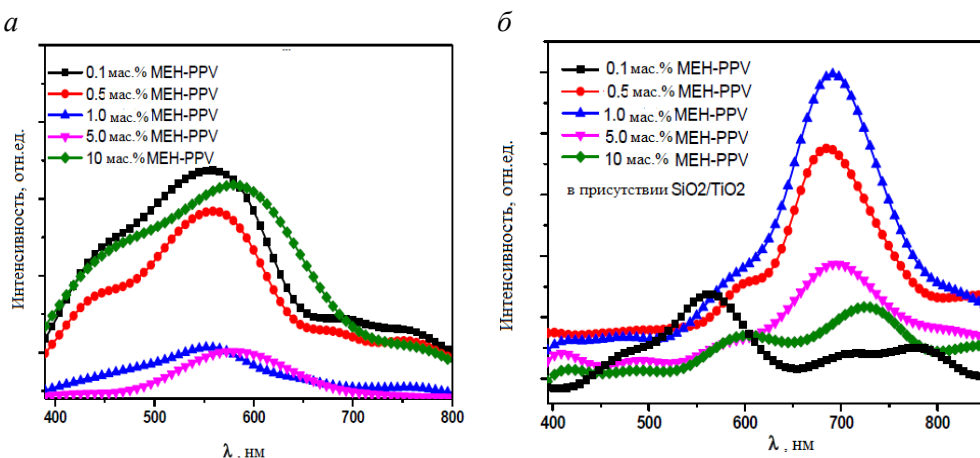 а
0.1 мас.% MEH-PPV
0.5 мас.% MEH-PPV
1.0 мас.% MEH-PPV
5.0 мас.% MEH-PPV
10 мас.% MEH-PPV
Интенсивность, отн.ед.
400 500 600 700 800
λ , нм
б
0.1 мас.% MEH-PPV
0.5 мас.% MEH-PPV
1.0 мас.% MEH-PPV
5.0 мас.% MEH-PPV
10 мас.% MEH-PPV
в присутствии SiO2/TiO2
Интенсивность, отн.ед.
400 500 600 700 800
λ , нм